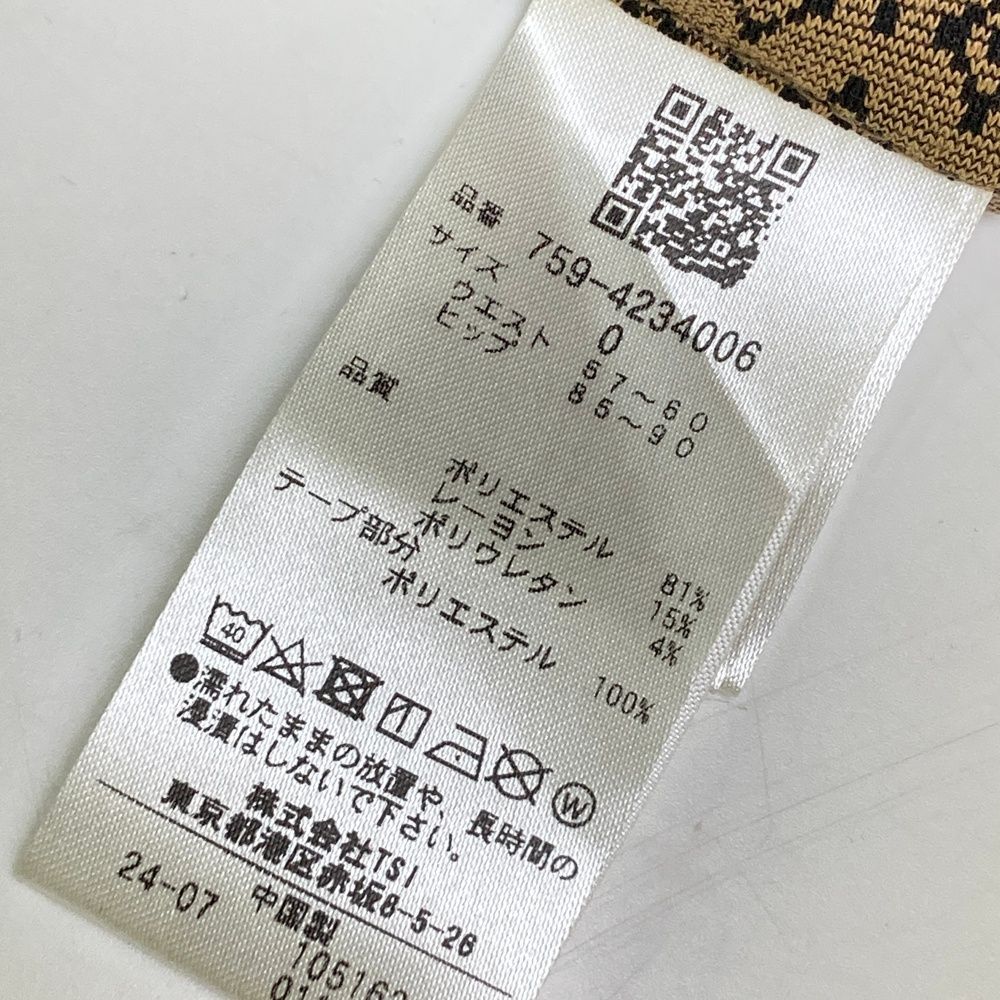 品番 759-4234006
サイズ 0
ウエスト 57～60
ヒップ 85～90
品質
ポリエステル 81%
レーヨン 15%
ポリウレタン 4%
テープ部分
ポリエステル 100%
40
W
●濡れたままの放置や、長時間の
浸漬はしないで下さい。
株式会社TSI
東京都港区赤坂8-5-26
24-07 中国製